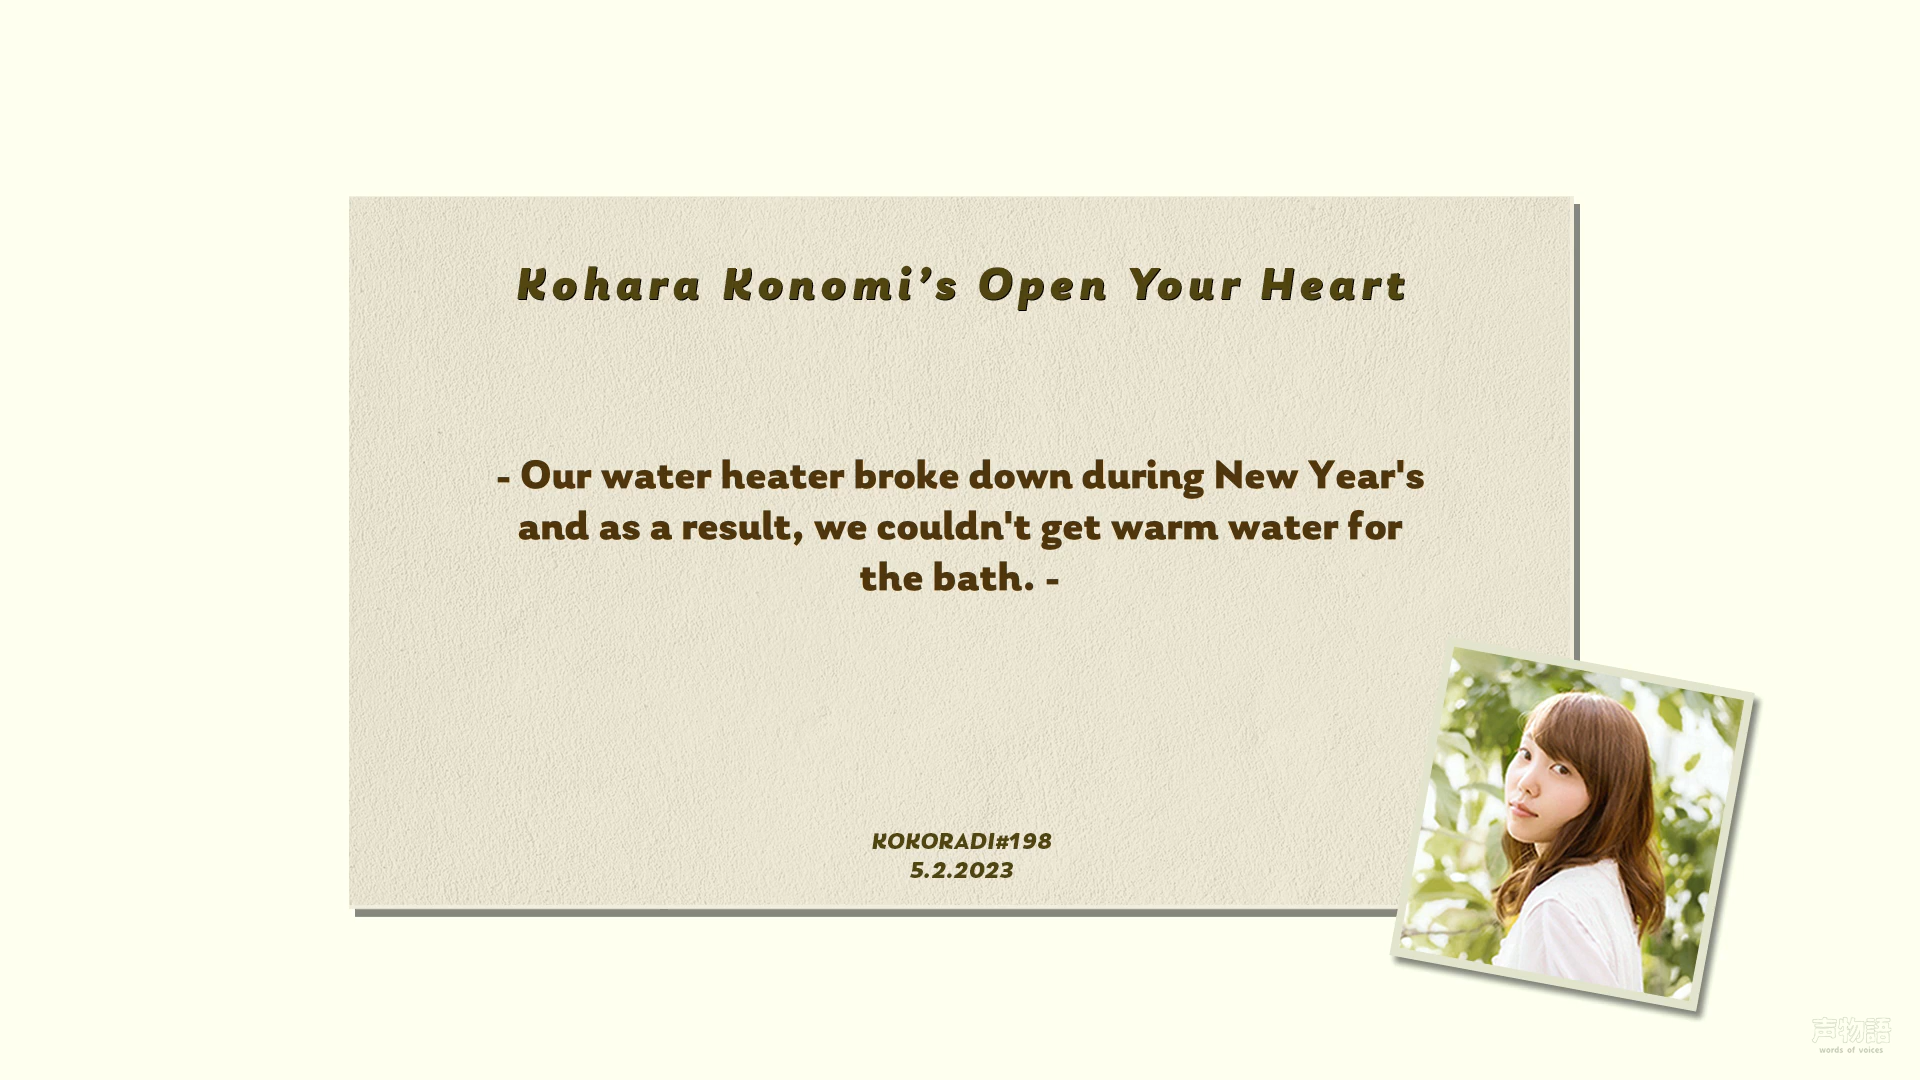 Kohara Konomi’s Open Your Heart
- Our water heater broke down during New Year's
and as a result, we couldn't get warm water for
the bath. -
KOKORADI#198
5.2.2023
声物語
words of voices